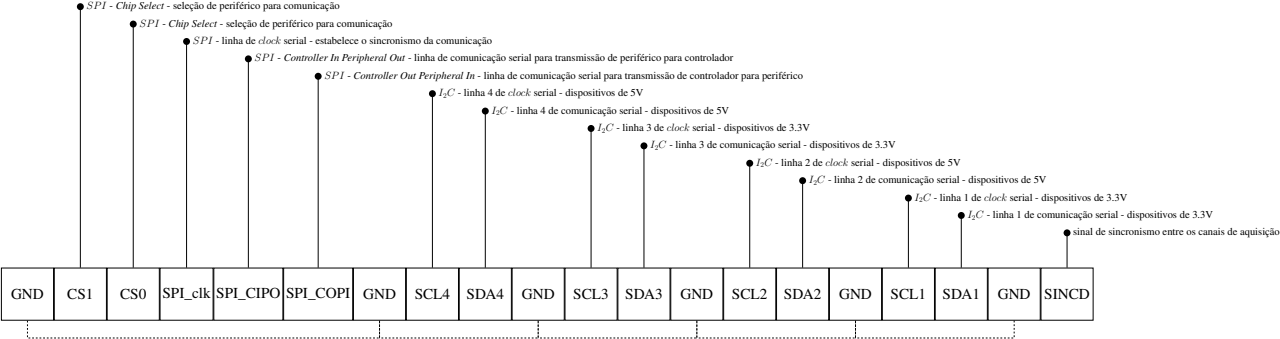 SPI - Chip Select - seleção de periférico para comunicação
SPI - Chip Select - seleção de periférico para comunicação
SPI - linha de clock serial - estabelece o sincronismo da comunicação
SPI - Controller In Peripheral Out - linha de comunicação serial para transmissão de periférico para controlador
SPI - Controller Out Peripheral In - linha de comunicação serial para transmissão de controlador para periférico
I₂C - linha 4 de clock serial - dispositivos de 5V
I₂C - linha 4 de comunicação serial - dispositivos de 5V
I₂C - linha 3 de clock serial - dispositivos de 3.3V
I₂C - linha 3 de comunicação serial - dispositivos de 3.3V
I₂C - linha 2 de clock serial - dispositivos de 5V
I₂C - linha 2 de comunicação serial - dispositivos de 5V
I₂C - linha 1 de clock serial - dispositivos de 3.3V
I₂C - linha 1 de comunicação serial - dispositivos de 3.3V
sinal de sincronismo entre os canais de aquisição
GND CS1 CS0 SPI_clk SPI_CIPO SPI_COPI GND SCL4 SDA4 GND SCL3 SDA3 GND SCL2 SDA2 GND SCL1 SDA1 GND SINCD